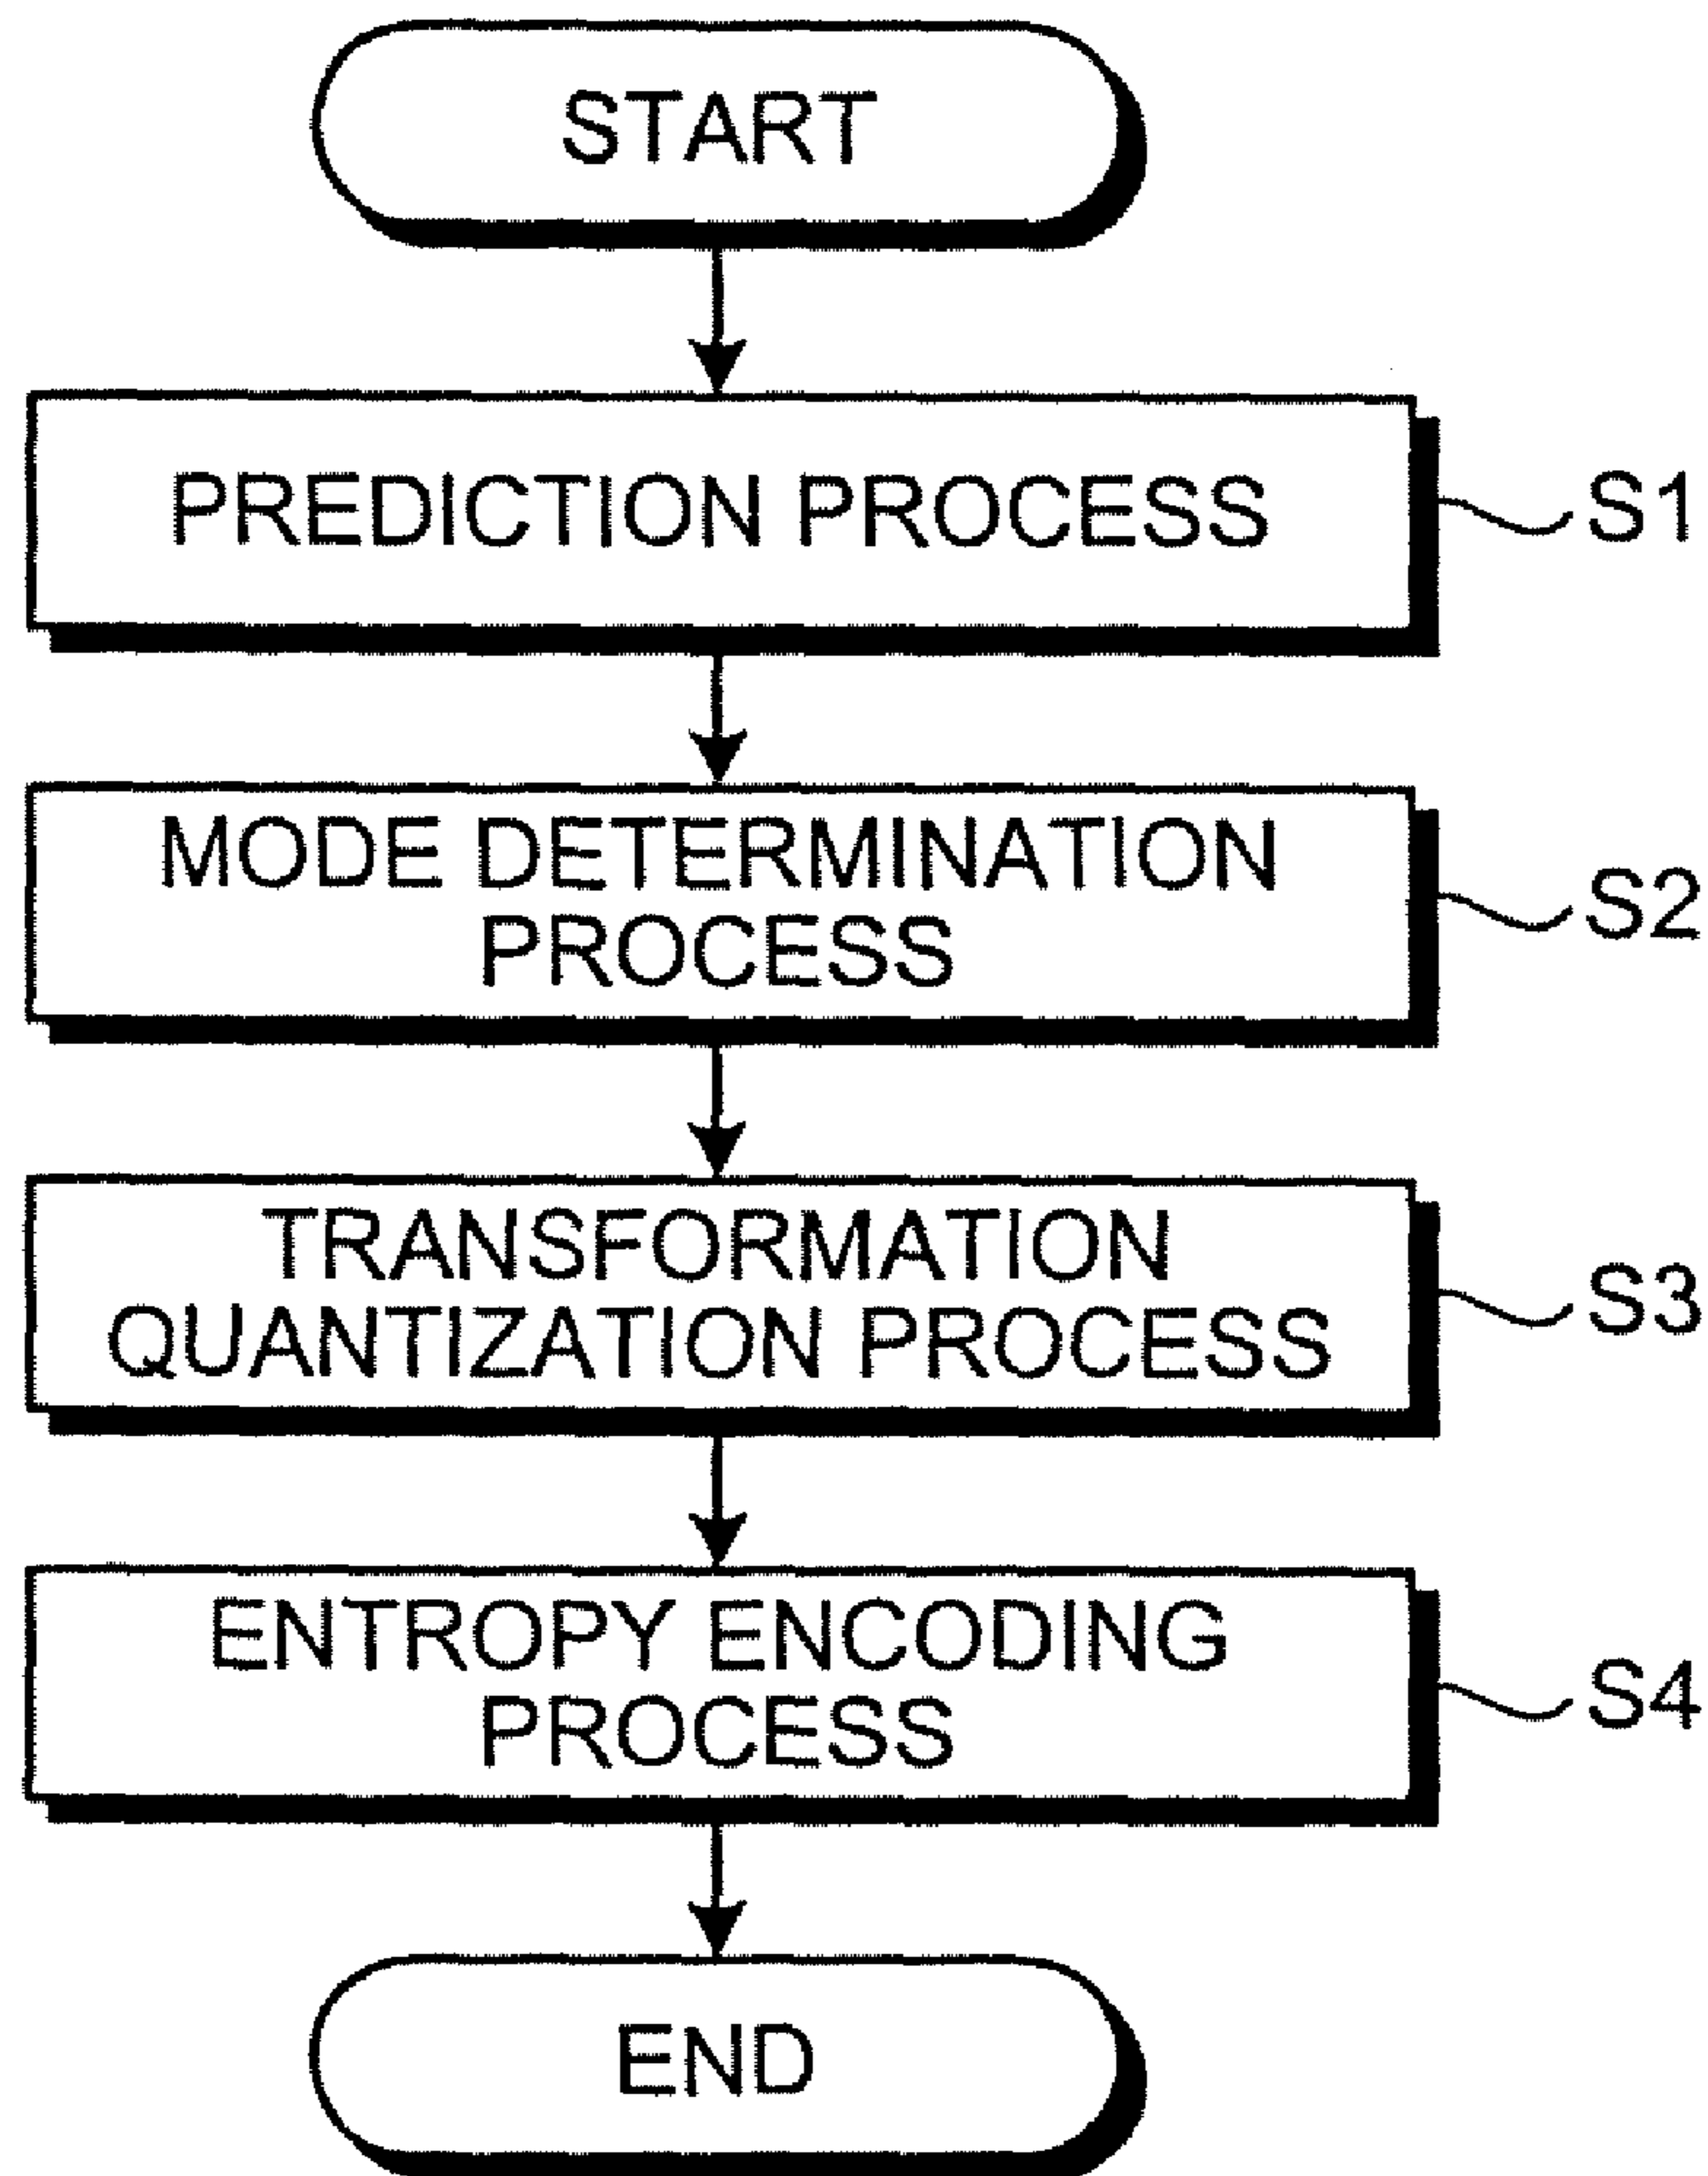 START
PREDICTION PROCESS
S1
MODE DETERMINATION
PROCESS
S2
TRANSFORMATION
QUANTIZATION PROCESS
S3
ENTROPY ENCODING
PROCESS
S4
END